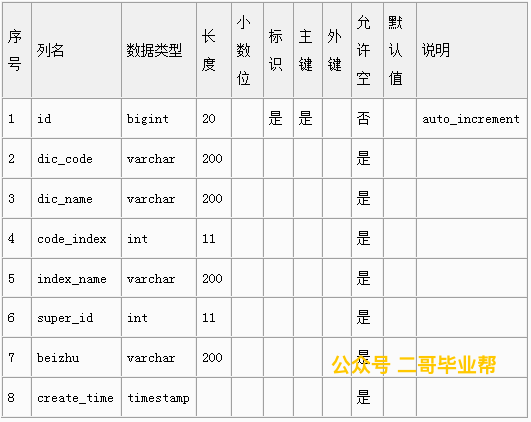 序号 列名 数据类型 长度 小数位 标识 主键 外键 允许空 默认值 说明
1 id bigint 20 是 是 否 auto_increment
2 dic_code varchar 200 是
3 dic_name varchar 200 是
4 code_index int 11 是
5 index_name varchar 200 是
6 super_id int 11 是
7 beizhu varchar 200 是
公众号 二哥毕业帮
8 create_time timestamp 是